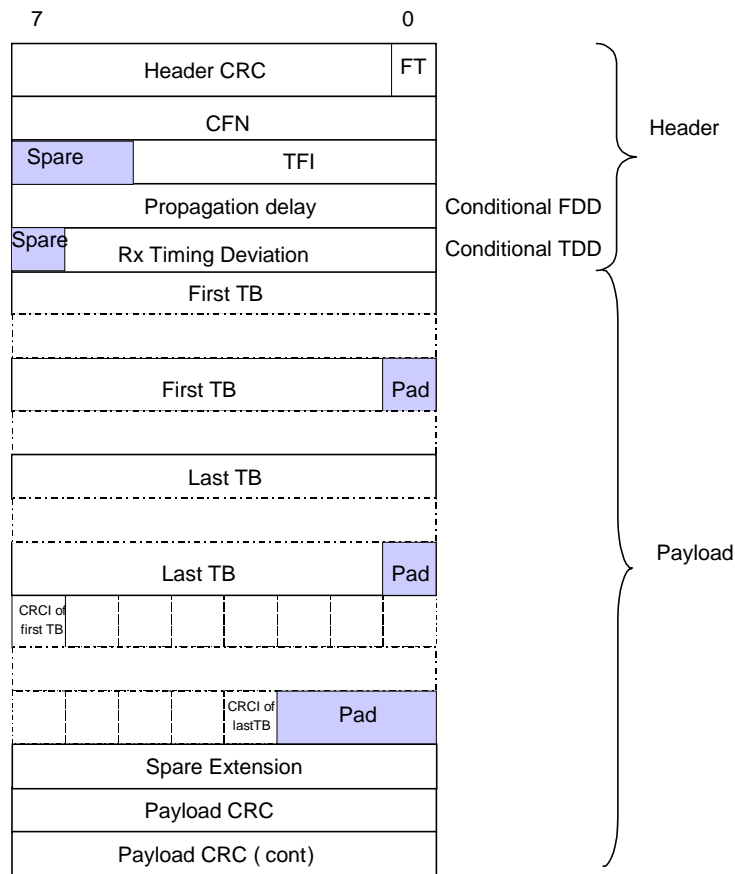 7 0
Header CRC FT
CFN
Header
Spare TFI
Propagation delay Conditional FDD
Spare Rx Timing Deviation Conditional TDD
First TB
First TB Pad
Last TB
Payload
Last TB Pad
CRCI of
first TB
CRCI of
lastTB
Pad
Spare Extension
Payload CRC
Payload CRC ( cont)